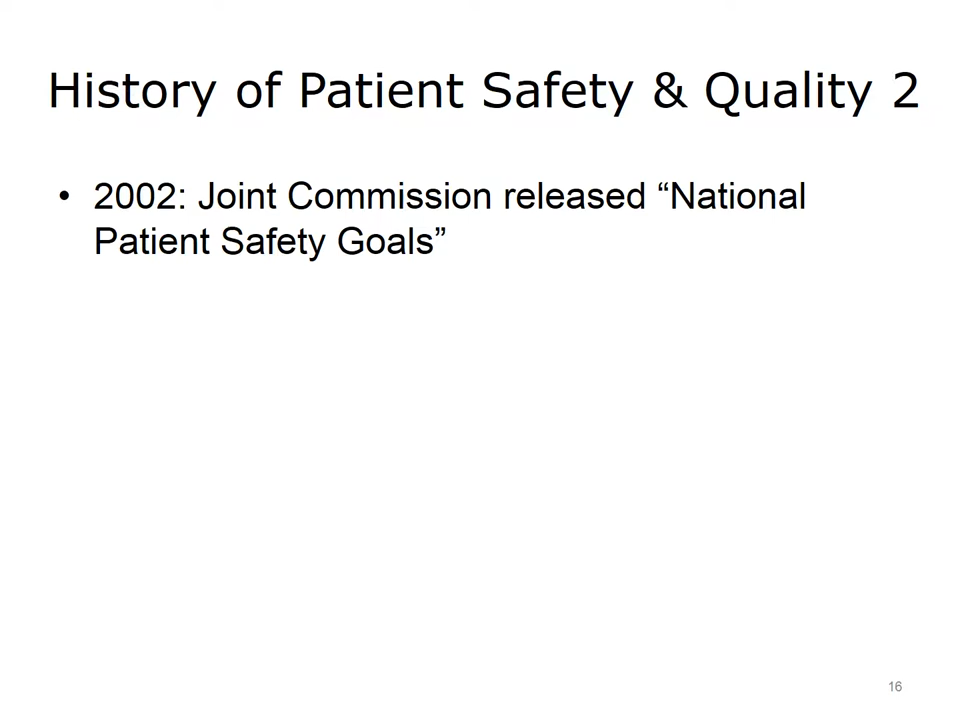 History of Patient Safety & Quality 2
• 2002: Joint Commission released “National
Patient Safety Goals”
16